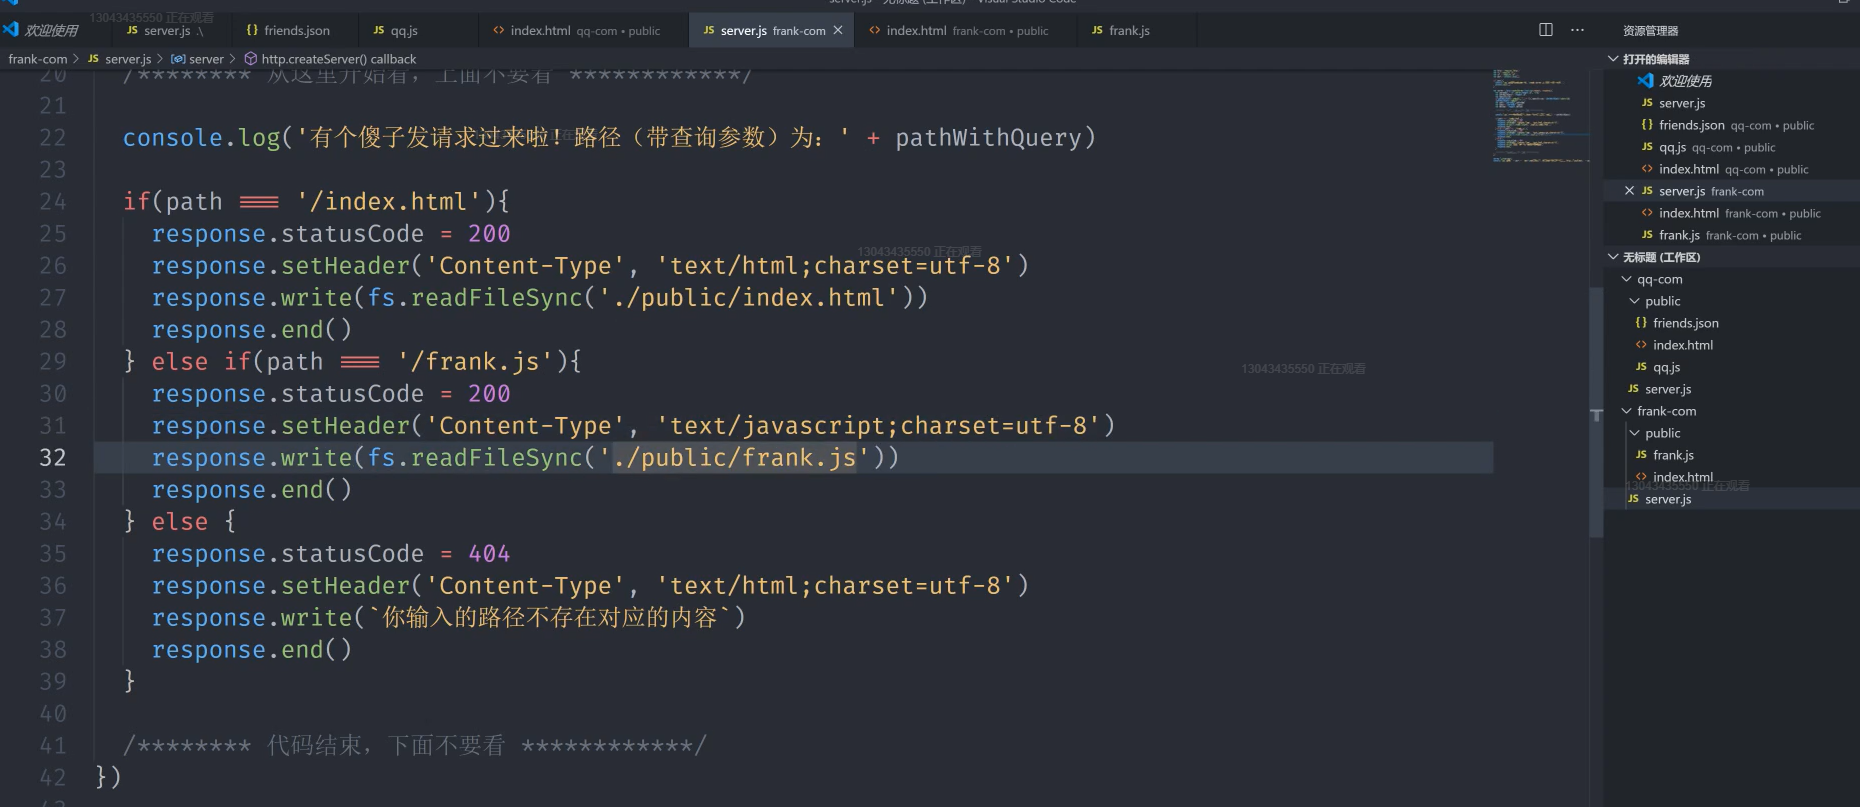 server.js - 无标题 (工作区) - Visual Studio Code
欢迎使用
JS server.js .\
{} friends.json
JS qq.js
<> index.html qq-com • public
JS server.js frank-com ×
<> index.html frank-com • public
JS frank.js
资源管理器
frank-com > JS server.js > server > http.createServer() callback
20 /******** 从这里开始看，上面不要看 ************/
21
22 console.log('有个傻子发请求过来啦！路径（带查询参数）为：' + pathWithQuery)
23
24 if(path === '/index.html'){
25 response.statusCode = 200
26 response.setHeader('Content-Type', 'text/html;charset=utf-8')
27 response.write(fs.readFileSync('./public/index.html'))
28 response.end()
29 } else if(path === '/frank.js'){
30 response.statusCode = 200
31 response.setHeader('Content-Type', 'text/javascript;charset=utf-8')
32 response.write(fs.readFileSync('./public/frank.js'))
33 response.end()
34 } else {
35 response.statusCode = 404
36 response.setHeader('Content-Type', 'text/html;charset=utf-8')
37 response.write(`你输入的路径不存在对应的内容`)
38 response.end()
39 }
40
41 /******** 代码结束，下面不要看 ************/
42 })
打开的编辑器
欢迎使用
JS server.js
{} friends.json qq-com • public
JS qq.js qq-com • public
<> index.html qq-com • public
× JS server.js frank-com
<> index.html frank-com • public
JS frank.js frank-com • public
无标题 (工作区)
qq-com
public
{} friends.json
<> index.html
JS qq.js
JS server.js
frank-com
public
JS frank.js
<> index.html
JS server.js
13043435550 正在观看
13043435550 正在观看
13043435550 正在观看
13043435550 正在观看